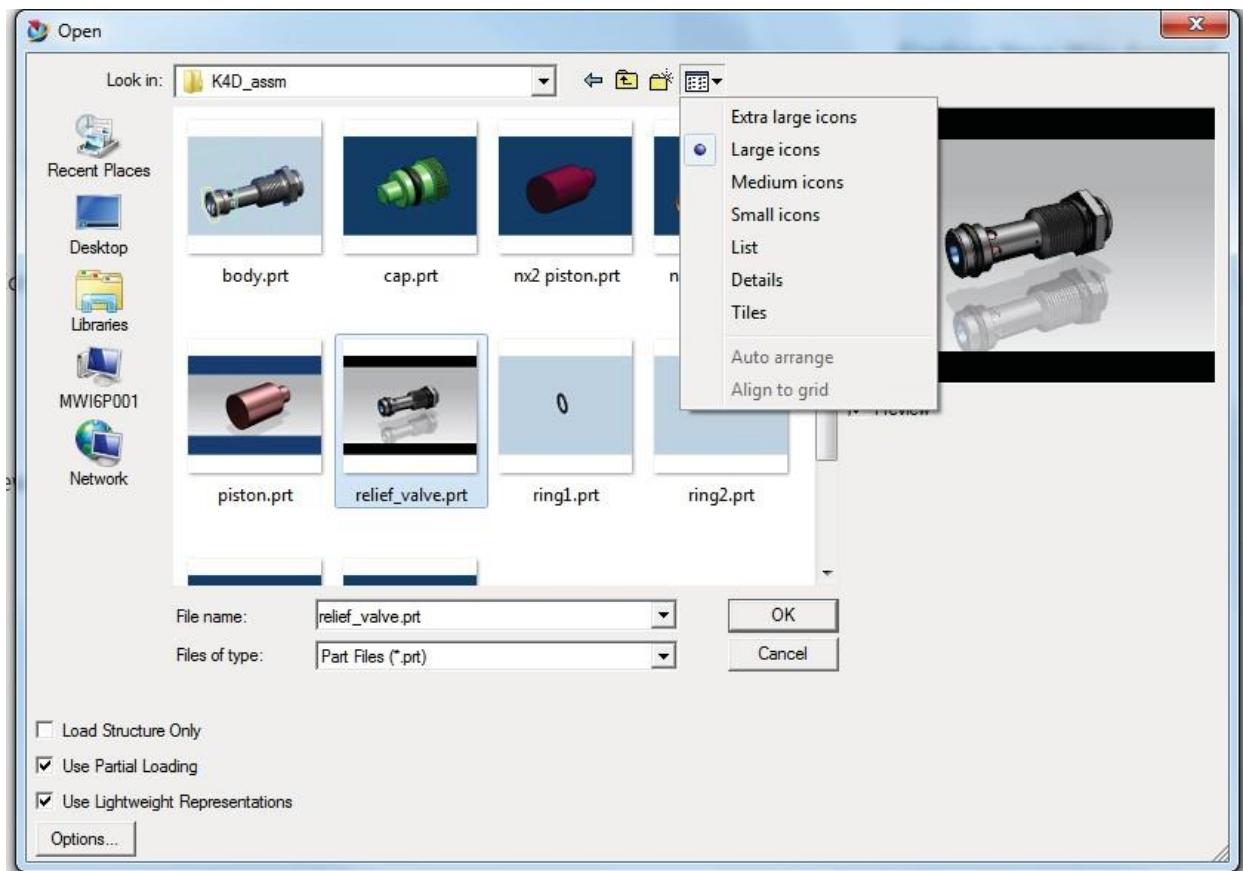 Open
Look in: K4D_assm
Extra large icons
Large icons
Medium icons
Small icons
List
Details
Tiles
Auto arrange
Align to grid
Recent Places
Desktop
Libraries
MWI6P001
Network
body.prt cap.prt nx2 piston.prt n
piston.prt relief_valve.prt ring1.prt ring2.prt
Preview
File name: relief_valve.prt OK
Files of type: Part Files (*.prt) Cancel
Load Structure Only
Use Partial Loading
Use Lightweight Representations
Options...